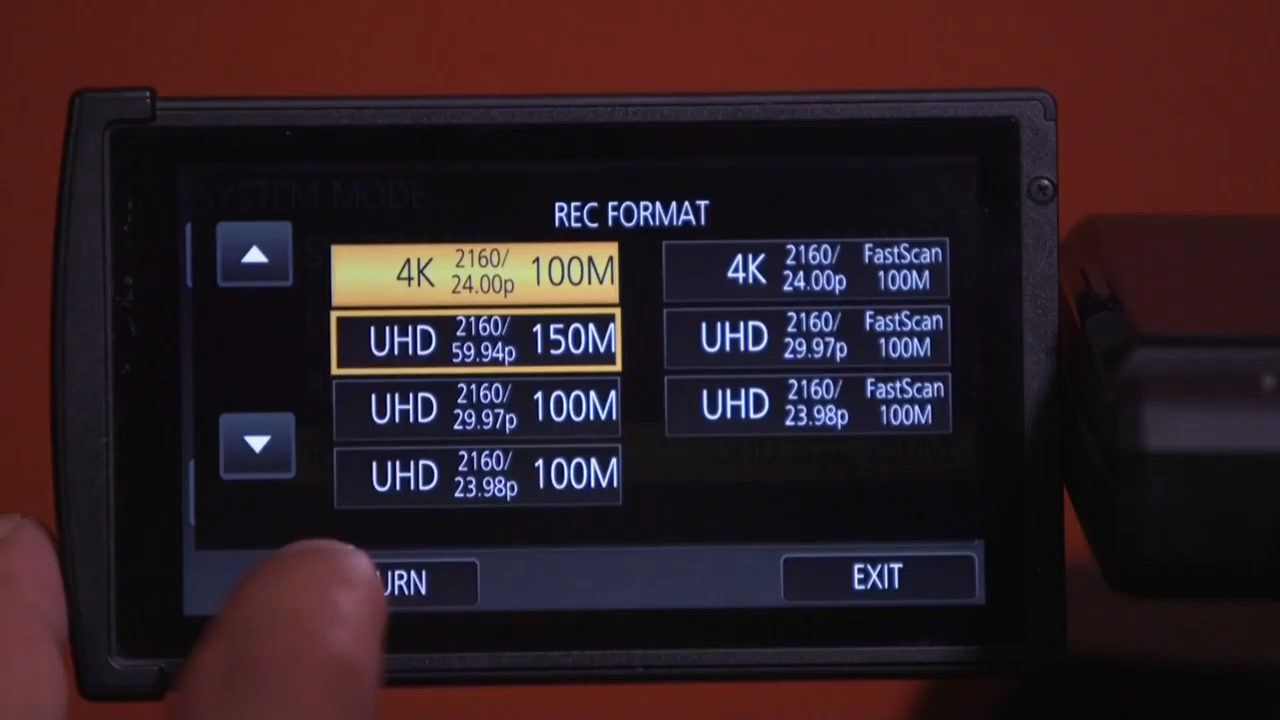 SYSTEM MODE
REC FORMAT
4K 2160/24.00p 100M
4K 2160/24.00p FastScan 100M
UHD 2160/59.94p 150M
UHD 2160/29.97p FastScan 100M
UHD 2160/29.97p 100M
UHD 2160/23.98p FastScan 100M
UHD 2160/23.98p 100M
URN
EXIT